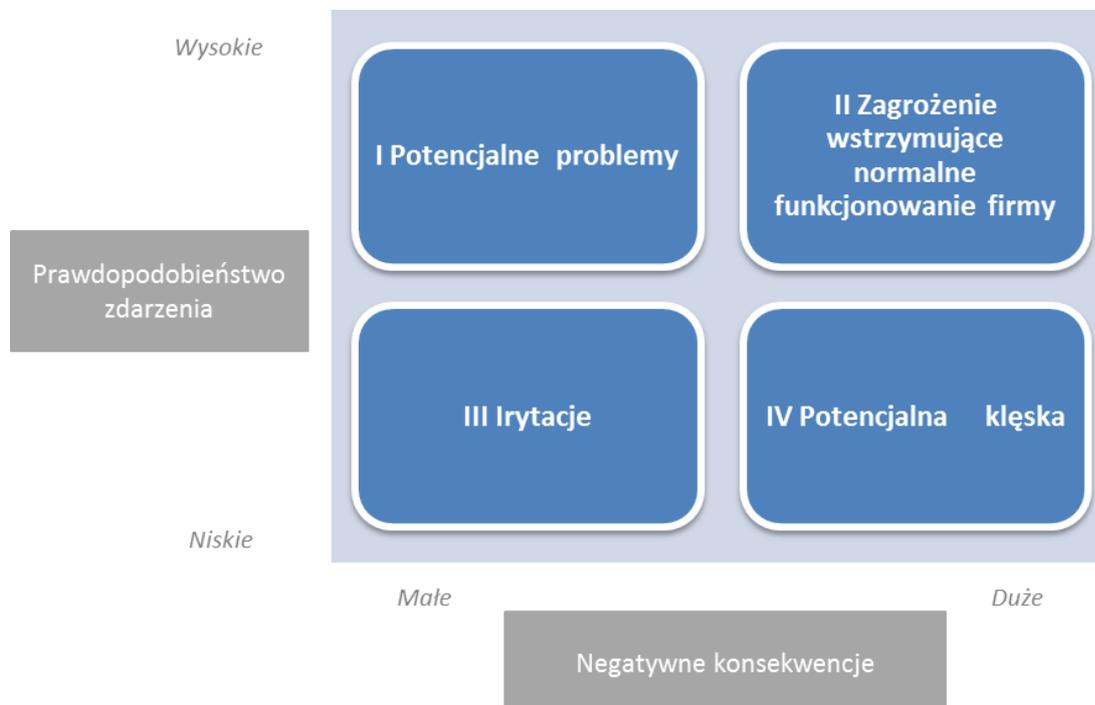 Wysokie
I Potencjalne problemy
II Zagrożenie
wstrzymujące
normalne
funkcjonowanie firmy
Prawdopodobieństwo
zdarzenia
III Irytacje
IV Potencjalna klęska
Niskie
Małe
Duże
Negatywne konsekwencje